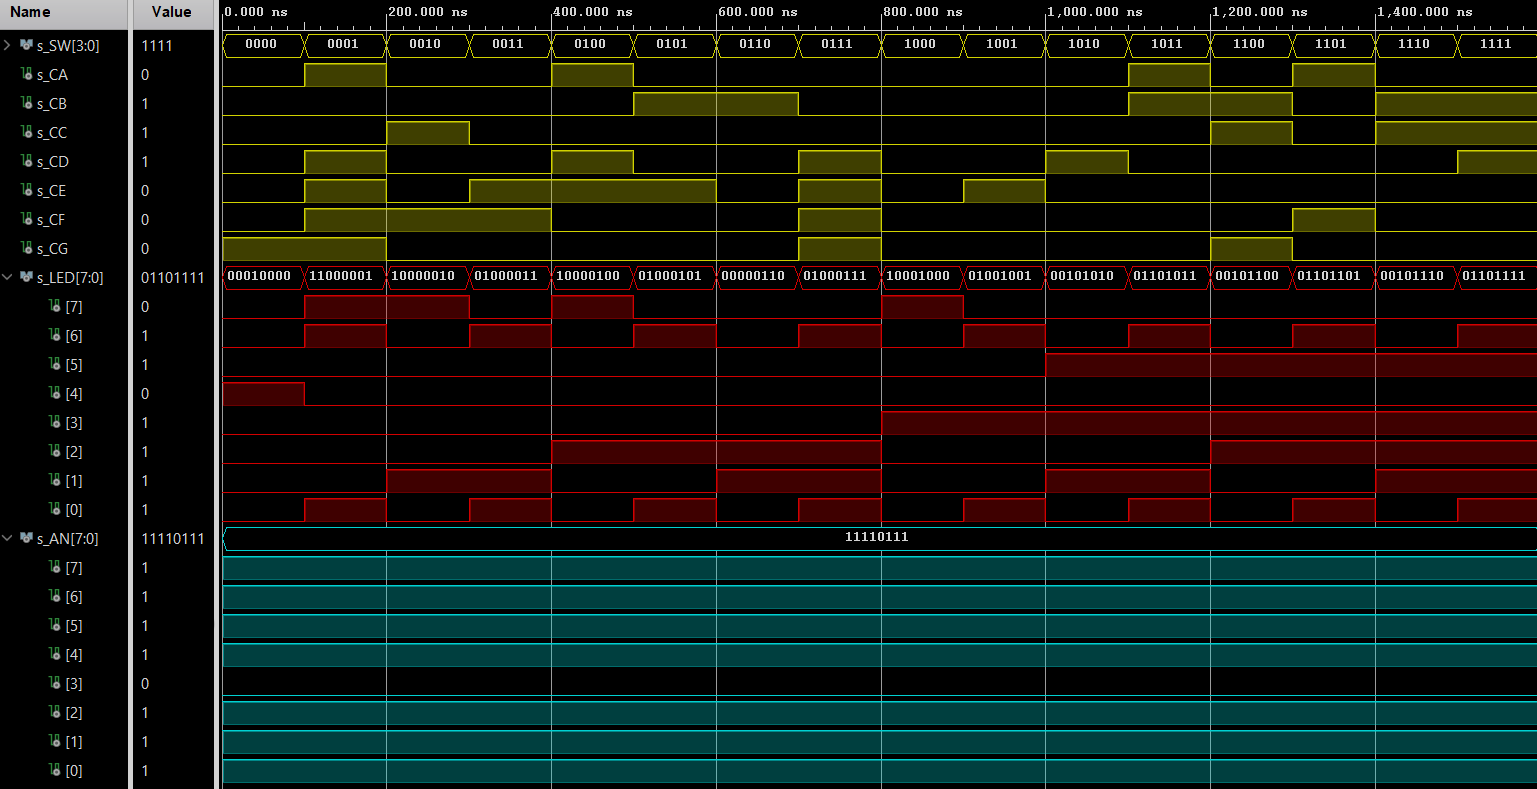 Name Value 0.000 ns 200.000 ns 400.000 ns 600.000 ns 800.000 ns 1,000.000 ns 1,200.000 ns 1,400.000 ns
s_SW[3:0] 1111 0000 0001 0010 0011 0100 0101 0110 0111 1000 1001 1010 1011 1100 1101 1110 1111
s_CA 0
s_CB 1
s_CC 1
s_CD 1
s_CE 0
s_CF 0
s_CG 0
s_LED[7:0] 01101111 00010000 11000001 10000010 01000011 10000100 01000101 00000110 01000111 10001000 01001001 00101010 01101011 00101100 01101101 00101110 01101111
[7] 0
[6] 1
[5] 1
[4] 0
[3] 1
[2] 1
[1] 1
[0] 1
s_AN[7:0] 11110111 11110111
[7] 1
[6] 1
[5] 1
[4] 1
[3] 0
[2] 1
[1] 1
[0] 1